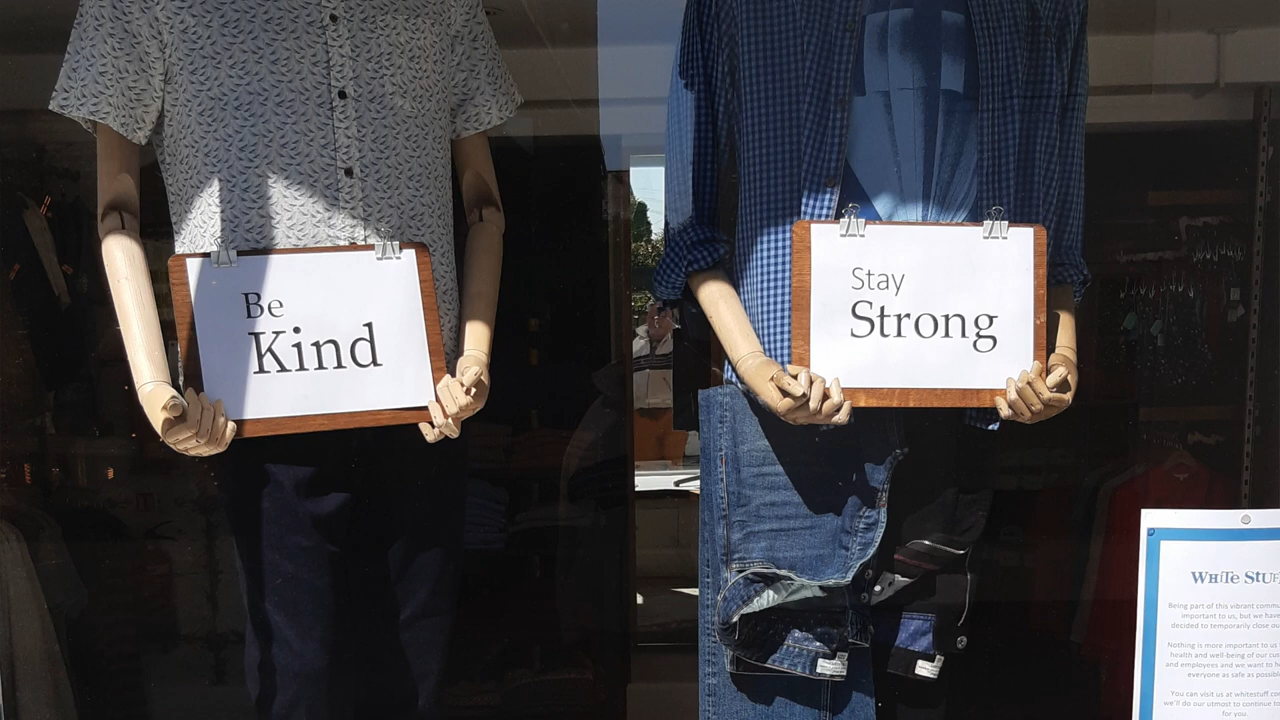 Be
Kind
Stay
Strong
WHiTe STUF
Being part of this vibrant commu
important to us, but we have
decided to temporarily close ou
Nothing is more important to us
health and well-being of our cus
and employees and we want to h
everyone as safe as possible
You can visit us at whitestuff.co
we'll do our utmost to continue to
for you.